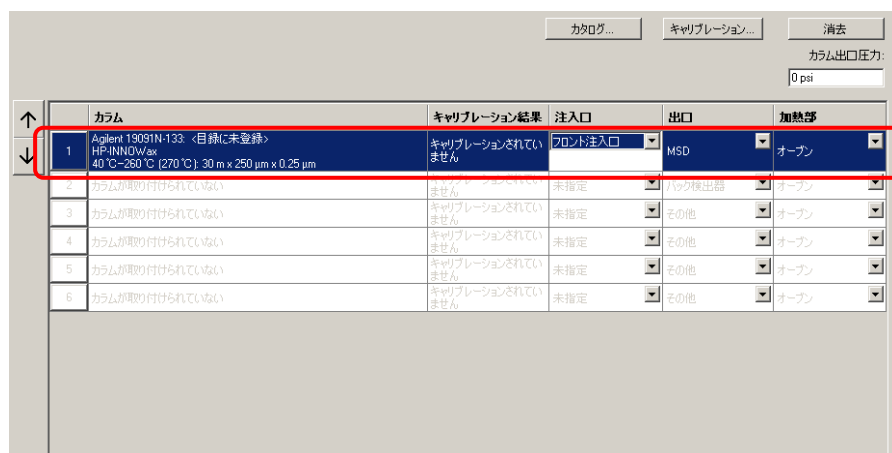 カタログ...
キャリブレーション...
消去
カラム出口圧力:
0 psi
カラム
キャリブレーション結果
注入口
出口
加熱部
1
Agilent 19091N-133: <目録に未登録>
HP-INNOWax
40 ℃-260 ℃ (270 ℃): 30 m x 250 µm x 0.25 µm
キャリブレーションされてい
ません
フロント注入口
MSD
オーブン
2
カラムが取り付けられていない
キャリブレーションされてい
ません
未指定
バック検出器
オーブン
3
カラムが取り付けられていない
キャリブレーションされてい
ません
未指定
その他
オーブン
4
カラムが取り付けられていない
キャリブレーションされてい
ません
未指定
その他
オーブン
5
カラムが取り付けられていない
キャリブレーションされてい
ません
未指定
その他
オーブン
6
カラムが取り付けられていない
キャリブレーションされてい
ません
未指定
その他
オーブン